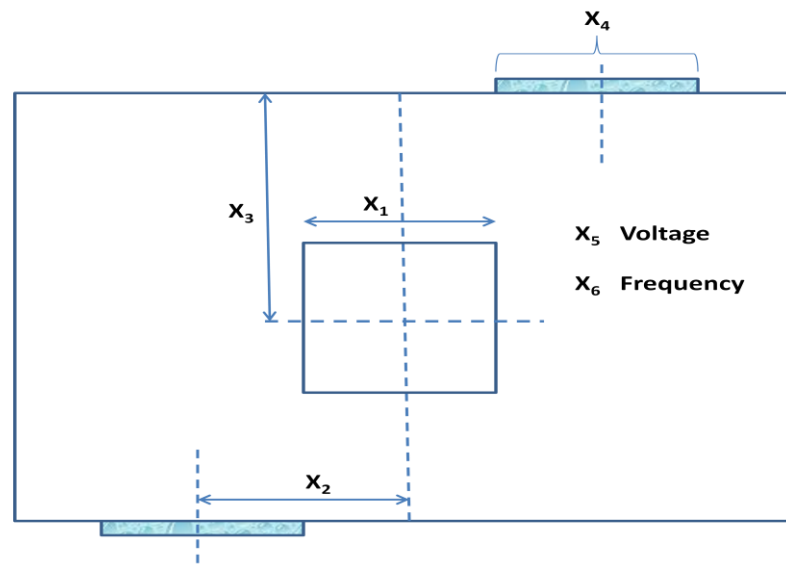 X₄
X₁
X₃
X₅ Voltage
X₆ Frequency
X₂